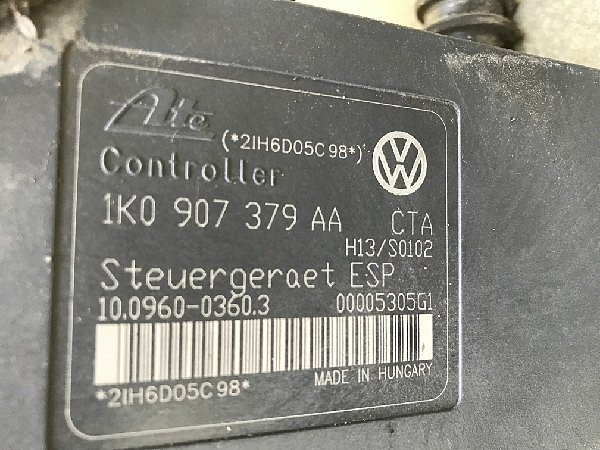 Ate (*2IH6D05C98*)
VW
Controller
1K0 907 379 AA CTA
H13/S0102
Steuergeraet ESP
10.0960-0360.3 00005305G1
*2IH6D05C98*
MADE IN HUNGARY